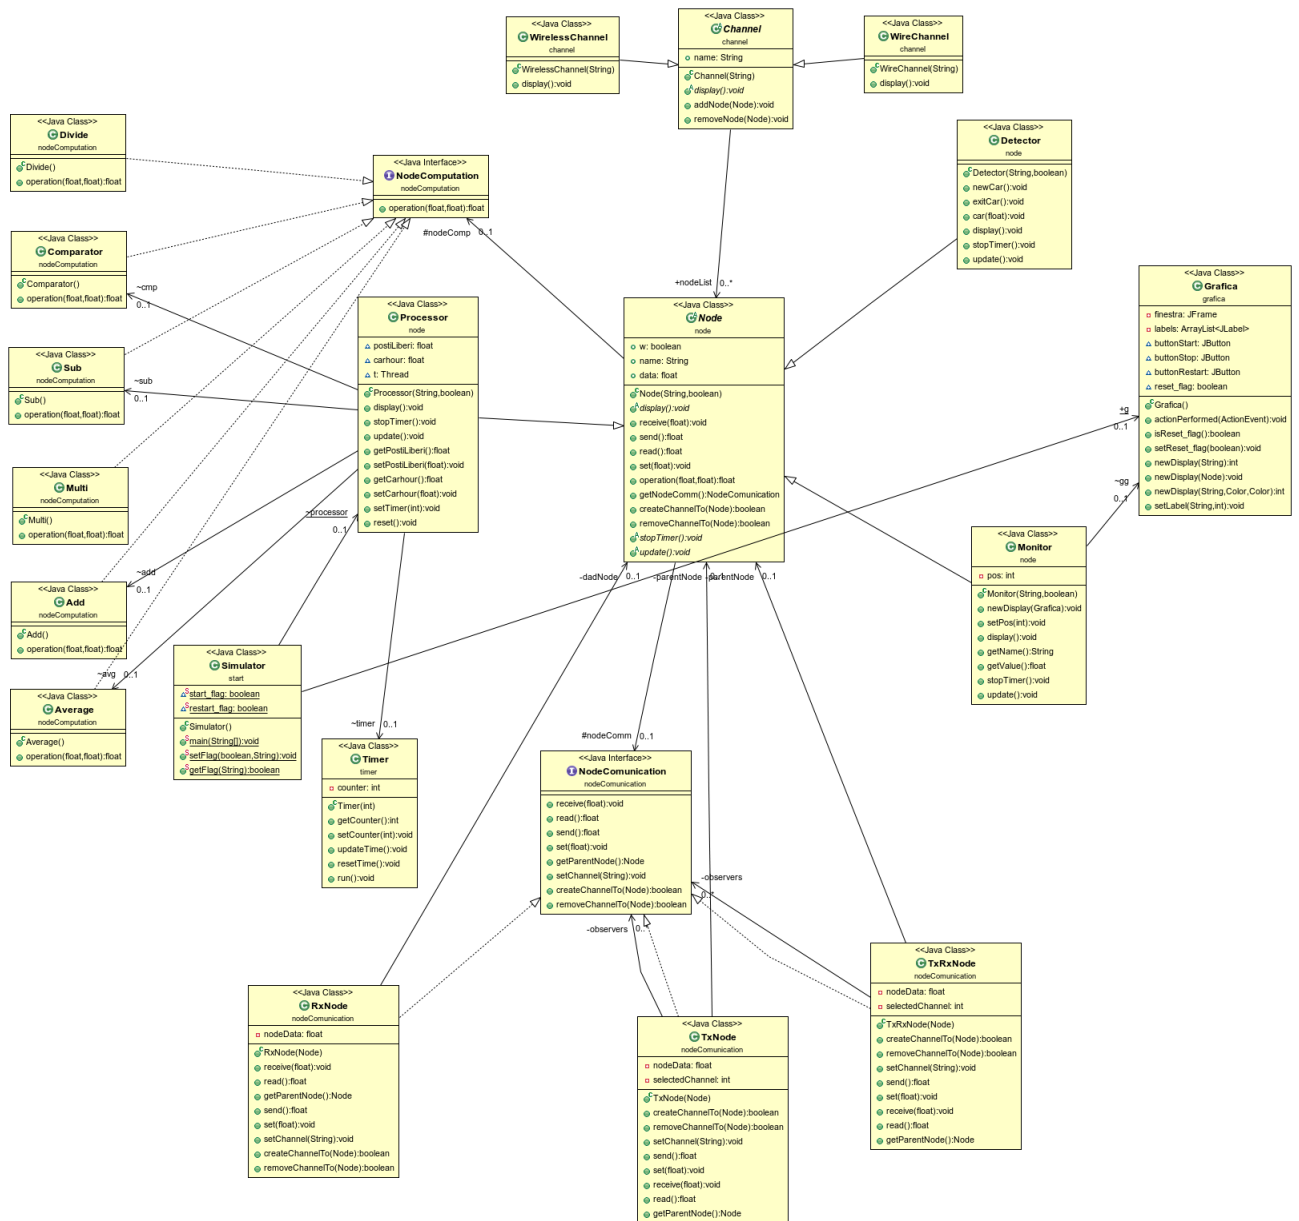 <<Java Class>>
WirelessChannel
channel
WirelessChannel(String)
display():void
<<Java Class>>
Channel
channel
name: String
Channel(String)
display():void
addNode(Node):void
removeNode(Node):void
<<Java Class>>
WireChannel
channel
WireChannel(String)
display():void
<<Java Class>>
Divide
nodeComputation
Divide()
operation(float,float):float
<<Java Interface>>
NodeComputation
nodeComputation
operation(float,float):float
#nodeComp
0..1
<<Java Class>>
Detector
node
Detector(String,boolean)
newCar():void
exitCar():void
car(float):void
display():void
stopTimer():void
update():void
<<Java Class>>
Comparator
nodeComputation
Comparator()
operation(float,float):float
~cmp
0..1
+nodeList
0..*
<<Java Class>>
Processor
node
postiLiberi: float
carhour: float
t: Thread
Processor(String,boolean)
display():void
stopTimer():void
update():void
getPostiLiberi():float
setPostiLiberi(float):void
getCarhour():float
setCarhour(float):void
setTimer(int):void
reset():void
<<Java Class>>
Node
node
w: boolean
name: String
data: float
Node(String,boolean)
display():void
receive(float):void
send():float
read():float
set(float):void
operation(float,float):float
getNodeComm():NodeComunication
createChannelTo(Node):boolean
removeChannelTo(Node):boolean
stopTimer():void
update():void
<<Java Class>>
Grafica
grafica
finestra: JFrame
labels: ArrayList<JLabel>
buttonStart: JButton
buttonStop: JButton
buttonRestart: JButton
reset_flag: boolean
Grafica()
actionPerformed(ActionEvent):void
isReset_flag():boolean
setReset_flag(boolean):void
newDisplay(String):int
newDisplay(Node):void
newDisplay(String,Color,Color):int
setLabel(String,int):void
+g
0..1
~gg
0..1
<<Java Class>>
Sub
nodeComputation
Sub()
operation(float,float):float
~sub
0..1
<<Java Class>>
Multi
nodeComputation
Multi()
operation(float,float):float
~processor
0..1
<<Java Class>>
Monitor
node
pos: int
Monitor(String,boolean)
newDisplay(Grafica):void
setPos(int):void
display():void
getName():String
getValue():float
stopTimer():void
update():void
<<Java Class>>
Add
nodeComputation
Add()
operation(float,float):float
~add
0..1
-dadNode
0..1
-parentNode
0..1
-parentNode
0..1
<<Java Class>>
Simulator
start
start_flag: boolean
restart_flag: boolean
Simulator()
main(String[]):void
setFlag(boolean,String):void
getFlag(String):boolean
~avg
0..1
<<Java Class>>
Average
nodeComputation
Average()
operation(float,float):float
~timer
0..1
<<Java Class>>
Timer
timer
counter: int
Timer(int)
getCounter():int
setCounter(int):void
updateTime():void
resetTime():void
run():void
#nodeComm
0..1
<<Java Interface>>
NodeComunication
nodeComunication
receive(float):void
read():float
send():float
set(float):void
getParentNode():Node
setChannel(String):void
createChannelTo(Node):boolean
removeChannelTo(Node):boolean
-observers
0..*
-observers
0..*
<<Java Class>>
RxNode
nodeComunication
nodeData: float
RxNode(Node)
receive(float):void
read():float
getParentNode():Node
send():float
set(float):void
setChannel(String):void
createChannelTo(Node):boolean
removeChannelTo(Node):boolean
<<Java Class>>
TxNode
nodeComunication
nodeData: float
selectedChannel: int
TxNode(Node)
createChannelTo(Node):boolean
removeChannelTo(Node):boolean
setChannel(String):void
send():float
set(float):void
receive(float):void
read():float
getParentNode():Node
<<Java Class>>
TxRxNode
nodeComunication
nodeData: float
selectedChannel: int
TxRxNode(Node)
createChannelTo(Node):boolean
removeChannelTo(Node):boolean
setChannel(String):void
send():float
set(float):void
receive(float):void
read():float
getParentNode():Node